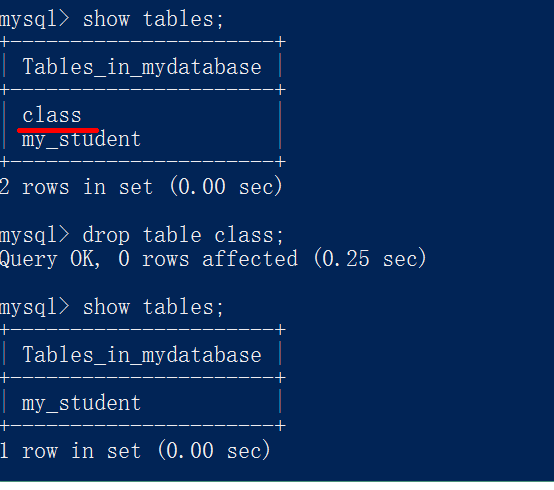 mysql> show tables;
+----------------------+
| Tables_in_mydatabase |
+----------------------+
| class                |
| my_student           |
+----------------------+
2 rows in set (0.00 sec)
mysql> drop table class;
Query OK, 0 rows affected (0.25 sec)
mysql> show tables;
+----------------------+
| Tables_in_mydatabase |
+----------------------+
| my_student           |
+----------------------+
1 row in set (0.00 sec)